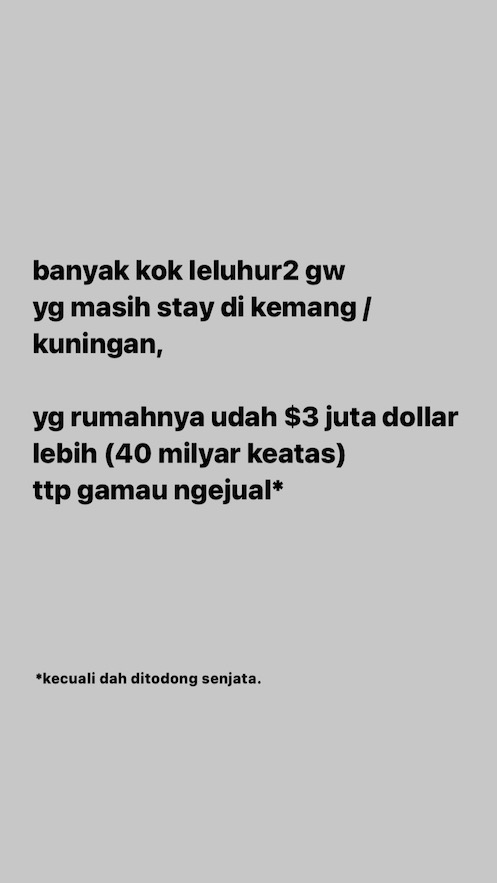 banyak kok leluhur2 gw
yg masih stay di kemang /
kuningan,
yg rumahnya udah $3 juta dollar
lebih (40 milyar keatas)
ttp gamau ngejual*
*kecuali dah ditodong senjata.